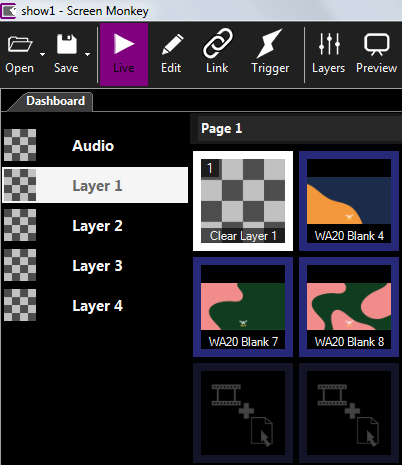 show1 - Screen Monkey
Open Save Live Edit Link Trigger Layers Preview
Dashboard
Audio
Layer 1
Layer 2
Layer 3
Layer 4
Page 1
1
Clear Layer 1
WA20 Blank 4
WA20 Blank 7
WA20 Blank 8